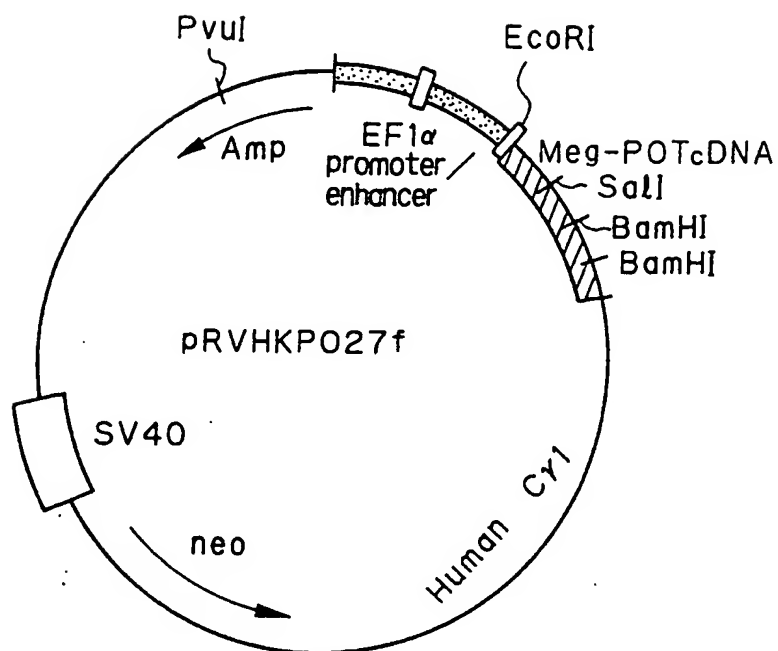 PvuI
EcoRI
Amp
EF1α
promoter
enhancer
Meg-POTcDNA
SalI
BamHI
BamHI
pRVHKPO27f
SV40
neo
Human Cγ1